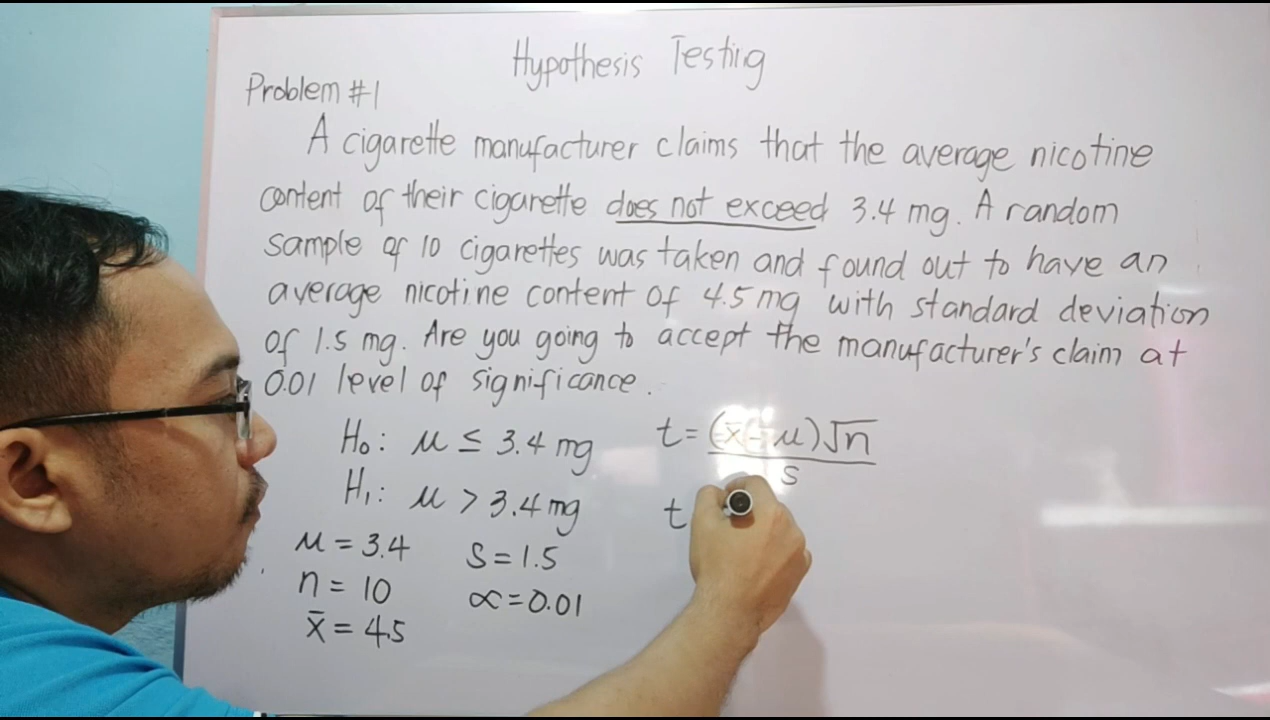 Hypothesis Testing
Problem #1
A cigarette manufacturer claims that the average nicotine
content of their cigarette does not exceed 3.4 mg. A random
sample of 10 cigarettes was taken and found out to have an
average nicotine content of 4.5 mg with standard deviation
of 1.5 mg. Are you going to accept the manufacturer's claim at
0.01 level of significance.
H₀: μ ≤ 3.4 mg
H₁: μ > 3.4 mg
μ = 3.4
n = 10
x̄ = 4.5
S = 1.5
∝ = 0.01
t = (x̄ - μ)√n
s
t